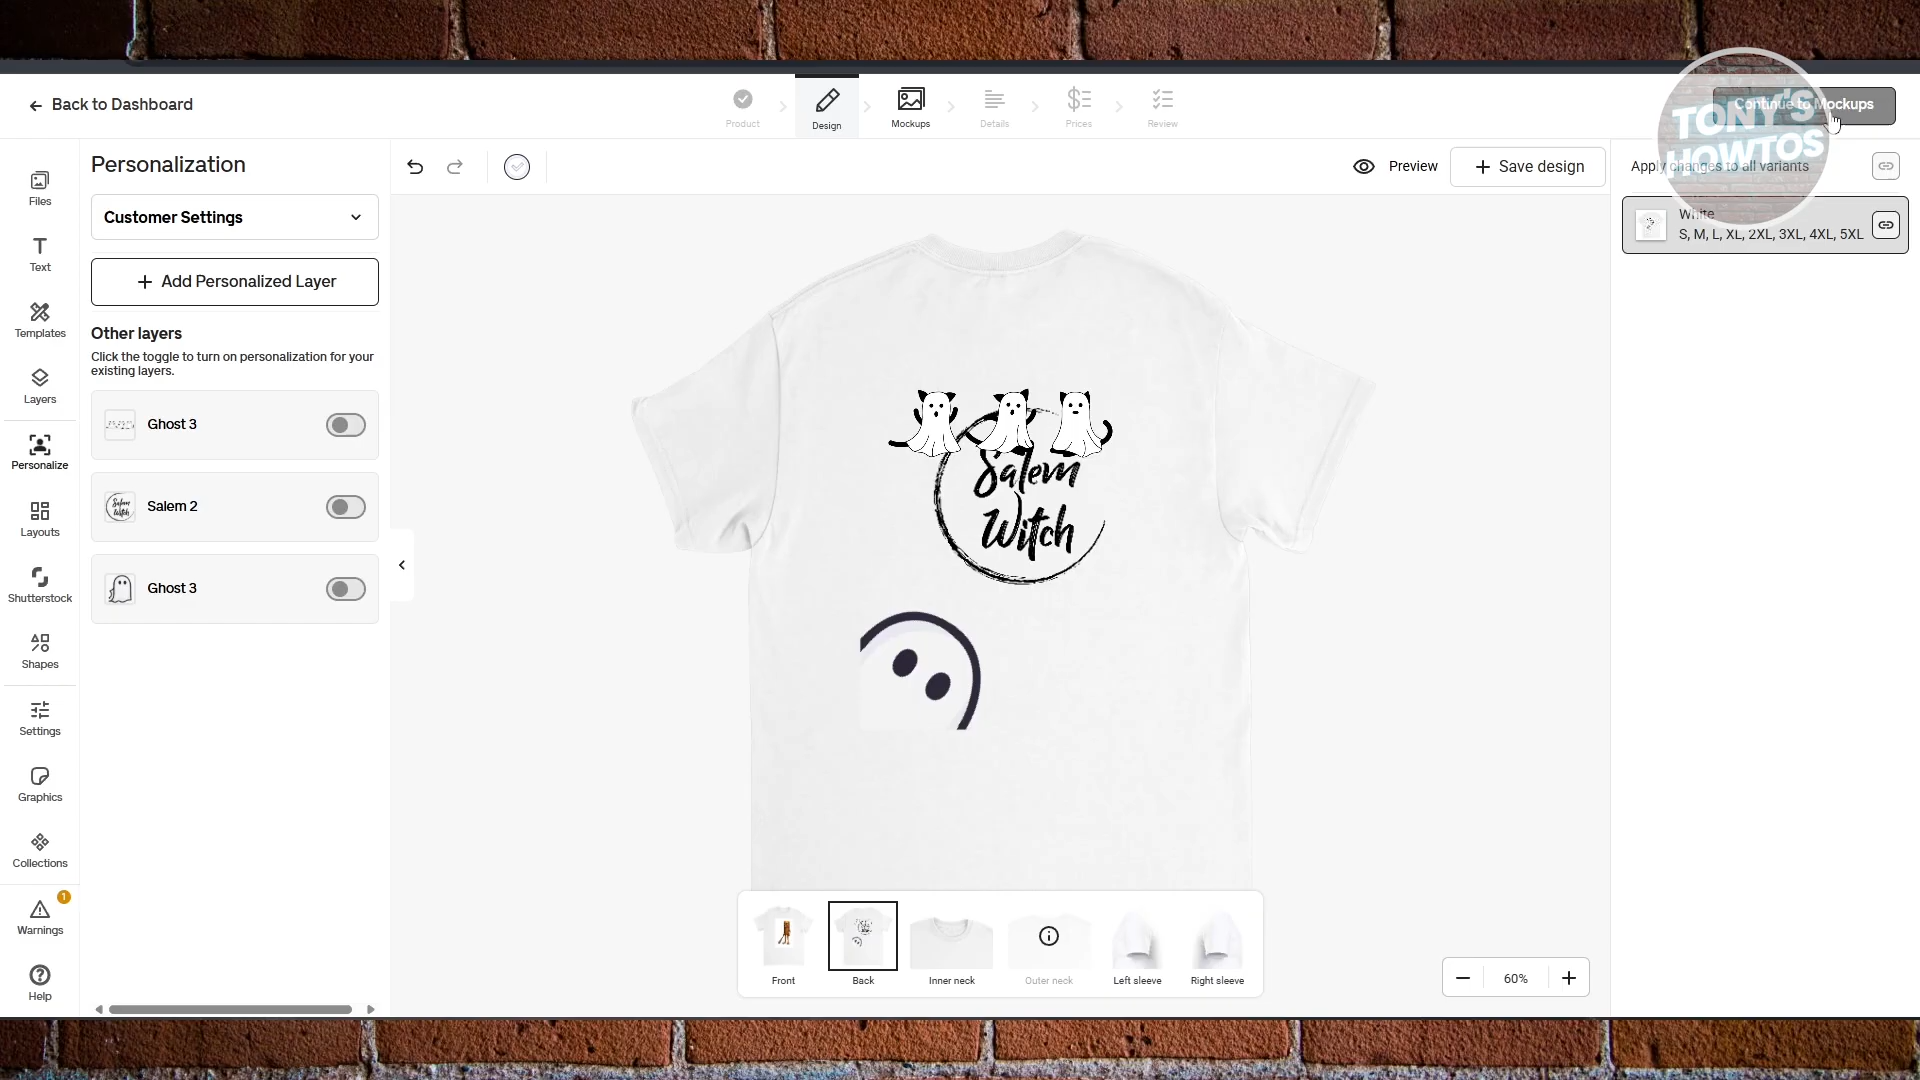 Back to Dashboard
Product
Design
Mockups
Details
Prices
Review
Continue to Mockups
TONY'S
HOWTOS
Personalization
Customer Settings
Add Personalized Layer
Other layers
Click the toggle to turn on personalization for your
existing layers.
Ghost 3
Salem 2
Ghost 3
Files
Text
Templates
Layers
Personalize
Layouts
Shutterstock
Shapes
Settings
Graphics
Collections
1
Warnings
Help
Preview
Save design
Apply changes to all variants
White
S, M, L, XL, 2XL, 3XL, 4XL, 5XL
Salem
Witch
Front
Back
Inner neck
Outer neck
Left sleeve
Right sleeve
60%